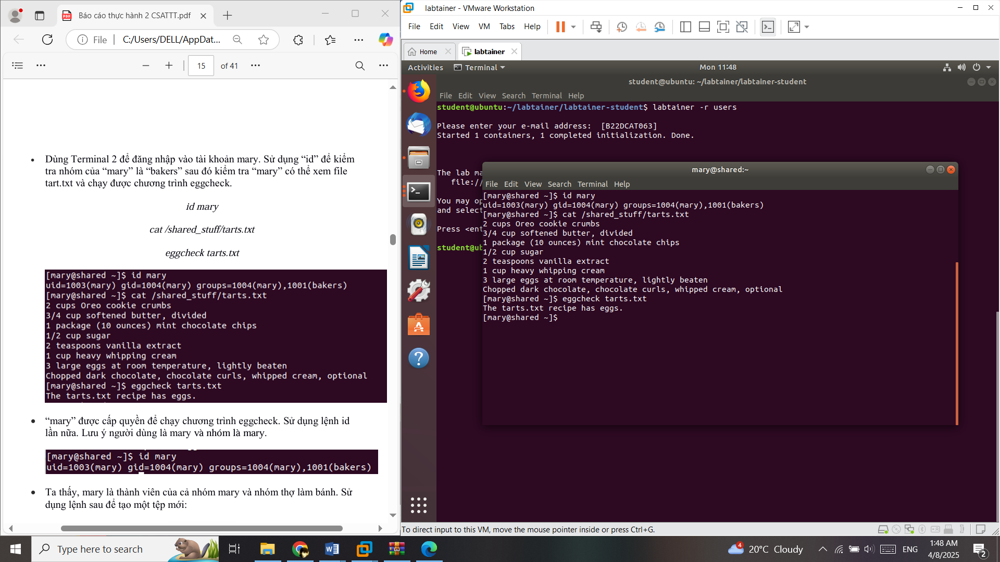 Báo cáo thực hành 2 CSATTT.pdf
File
C:/Users/DELL/AppDat...
15
of 41
Dùng Terminal 2 để đăng nhập vào tài khoản mary. Sử dụng “id” để kiểm
tra nhóm của “mary” là “bakers” sau đó kiểm tra “mary” có thể xem file
tart.txt và chạy được chương trình eggcheck.
id mary
cat /shared_stuff/tarts.txt
eggcheck tarts.txt
[mary@shared ~]$ id mary
uid=1003(mary) gid=1004(mary) groups=1004(mary),1001(bakers)
[mary@shared ~]$ cat /shared_stuff/tarts.txt
2 cups Oreo cookie crumbs
3/4 cup softened butter, divided
1 package (10 ounces) mint chocolate chips
1/2 cup sugar
2 teaspoons vanilla extract
1 cup heavy whipping cream
3 large eggs at room temperature, lightly beaten
Chopped dark chocolate, chocolate curls, whipped cream, optional
[mary@shared ~]$ eggcheck tarts.txt
The tarts.txt recipe has eggs.
“mary” được cấp quyền để chạy chương trình eggcheck. Sử dụng lệnh id
lần nữa. Lưu ý người dùng là mary và nhóm là mary.
[mary@shared ~]$ id mary
uid=1003(mary) gid=1004(mary) groups=1004(mary),1001(bakers)
Ta thấy, mary là thành viên của cả nhóm mary và nhóm thợ làm bánh. Sử
dụng lệnh sau để tạo một tệp mới:
labtainer - VMware Workstation
File Edit View VM Tabs Help
Home
labtainer
Activities
Terminal
Mon 11:48
student@ubuntu: ~/labtainer/labtainer-student
File Edit View Search Terminal Help
student@ubuntu:~/labtainer/labtainer-student$ labtainer -r users
Please enter your e-mail address:  [B22DCAT063]
Started 1 containers, 1 completed initialization. Done.
The lab ma
file:/
You may op
and select
Press <ent
student@ub
mary@shared:~
File Edit View Search Terminal Help
[mary@shared ~]$ id mary
uid=1003(mary) gid=1004(mary) groups=1004(mary),1001(bakers)
[mary@shared ~]$ cat /shared_stuff/tarts.txt
2 cups Oreo cookie crumbs
3/4 cup softened butter, divided
1 package (10 ounces) mint chocolate chips
1/2 cup sugar
2 teaspoons vanilla extract
1 cup heavy whipping cream
3 large eggs at room temperature, lightly beaten
Chopped dark chocolate, chocolate curls, whipped cream, optional
[mary@shared ~]$ eggcheck tarts.txt
The tarts.txt recipe has eggs.
[mary@shared ~]$
To direct input to this VM, move the mouse pointer inside or press Ctrl+G.
Type here to search
4
20°C Cloudy
ENG
1:48 AM
4/8/2025
2